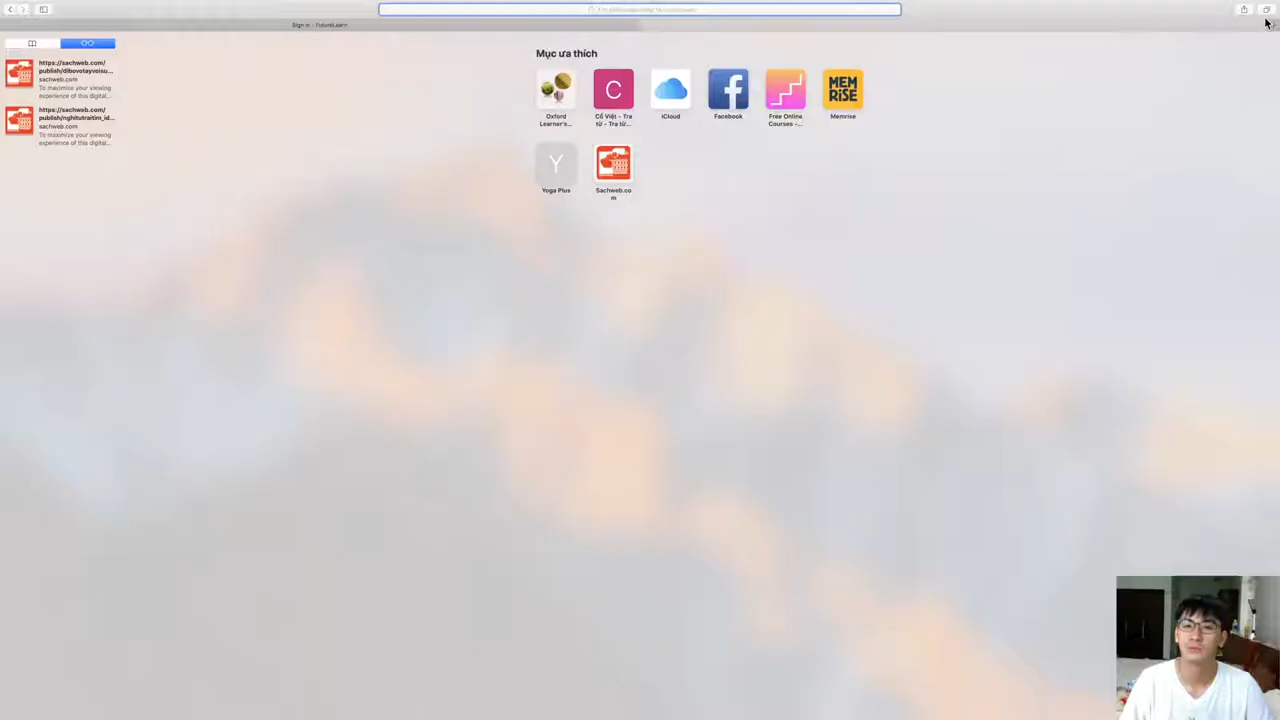 Sign in - FutureLearn
https://sachweb.com/
publish/dibovotayvoisu...
sachweb.com
To maximize your viewing
experience of this digital...
https://sachweb.com/
publish/nghitutraitim_id...
sachweb.com
To maximize your viewing
experience of this digital...
Mục ưa thích
C
MEM
RiSE
Oxford
Learner's...
Cồ Việt - Tra
từ - Tra từ...
iCloud
Facebook
Free Online
Courses -...
Memrise
Y
Yoga Plus
Sachweb.co
m